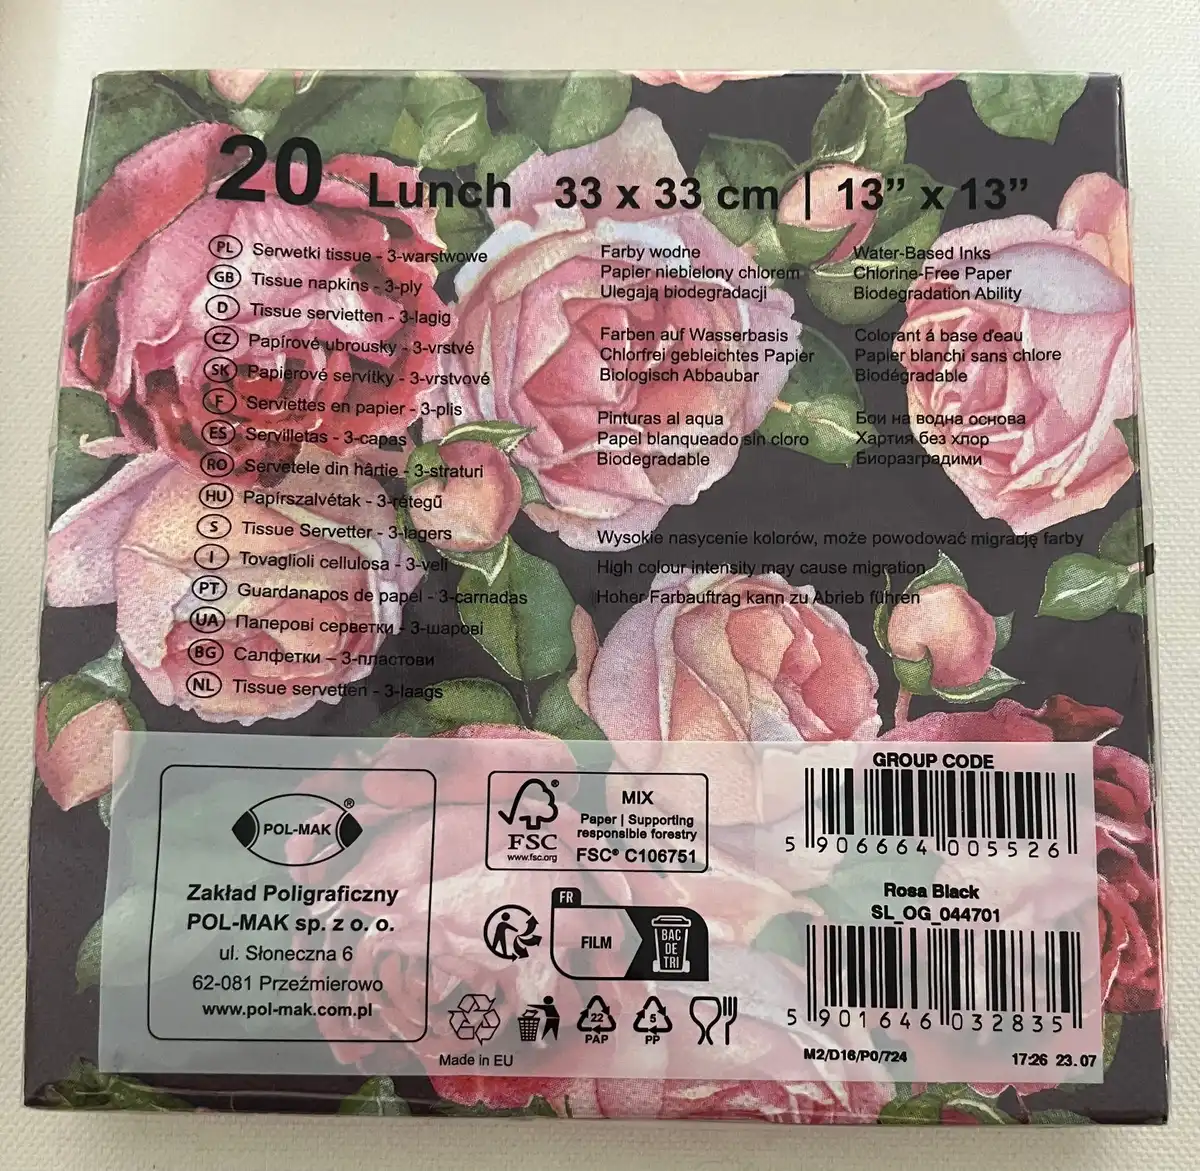 20 Lunch 33 x 33 cm | 13” x 13”
PL Serwetki tissue - 3-warstwowe
GB Tissue napkins - 3-ply
D Tissue servietten - 3-lagig
CZ Papírové ubrousky - 3-vrstvé
SK Papierové servítky - 3-vrstvové
F Serviettes en papier - 3-plis
ES Servilletas - 3-capas
RO Servetele din hârtie - 3-straturi
HU Papírszalvétak - 3-rétegű
S Tissue Servetter - 3-lagers
I Tovaglioli cellulosa - 3-veli
PT Guardanapos de papel - 3-carnadas
UA Паперові серветки - 3-шарові
BG Салфетки – 3-пластови
NL Tissue servetten - 3-laags
Farby wodne
Papier niebielony chlorem
Ulegają biodegradacji
Water-Based Inks
Chlorine-Free Paper
Biodegradation Ability
Farben auf Wasserbasis
Chlorfrei gebleichtes Papier
Biologisch Abbaubar
Colorant á base d'eau
Papier blanchi sans chlore
Biodégradable
Pinturas al aqua
Papel blanqueado sin cloro
Biodegradable
Бои на водна основа
Хартия без хлор
Биоразградими
Wysokie nasycenie kolorów, może powodować migrację farby
High colour intensity may cause migration
Hoher Farbauftrag kann zu Abrieb führen
POL-MAK ®
Zakład Poligraficzny
POL-MAK sp. z o. o.
ul. Słoneczna 6
62-081 Przeźmierowo
www.pol-mak.com.pl
FSC®
www.fsc.org
MIX
Paper | Supporting
responsible forestry
FSC® C106751
FR
FILM
BAC
DE
TRI
22
PAP
5
PP
Made in EU
GROUP CODE
5 906664 005526
Rosa Black
SL_OG_044701
5 901646 032835
M2/D16/P0/724 17:26 23.07